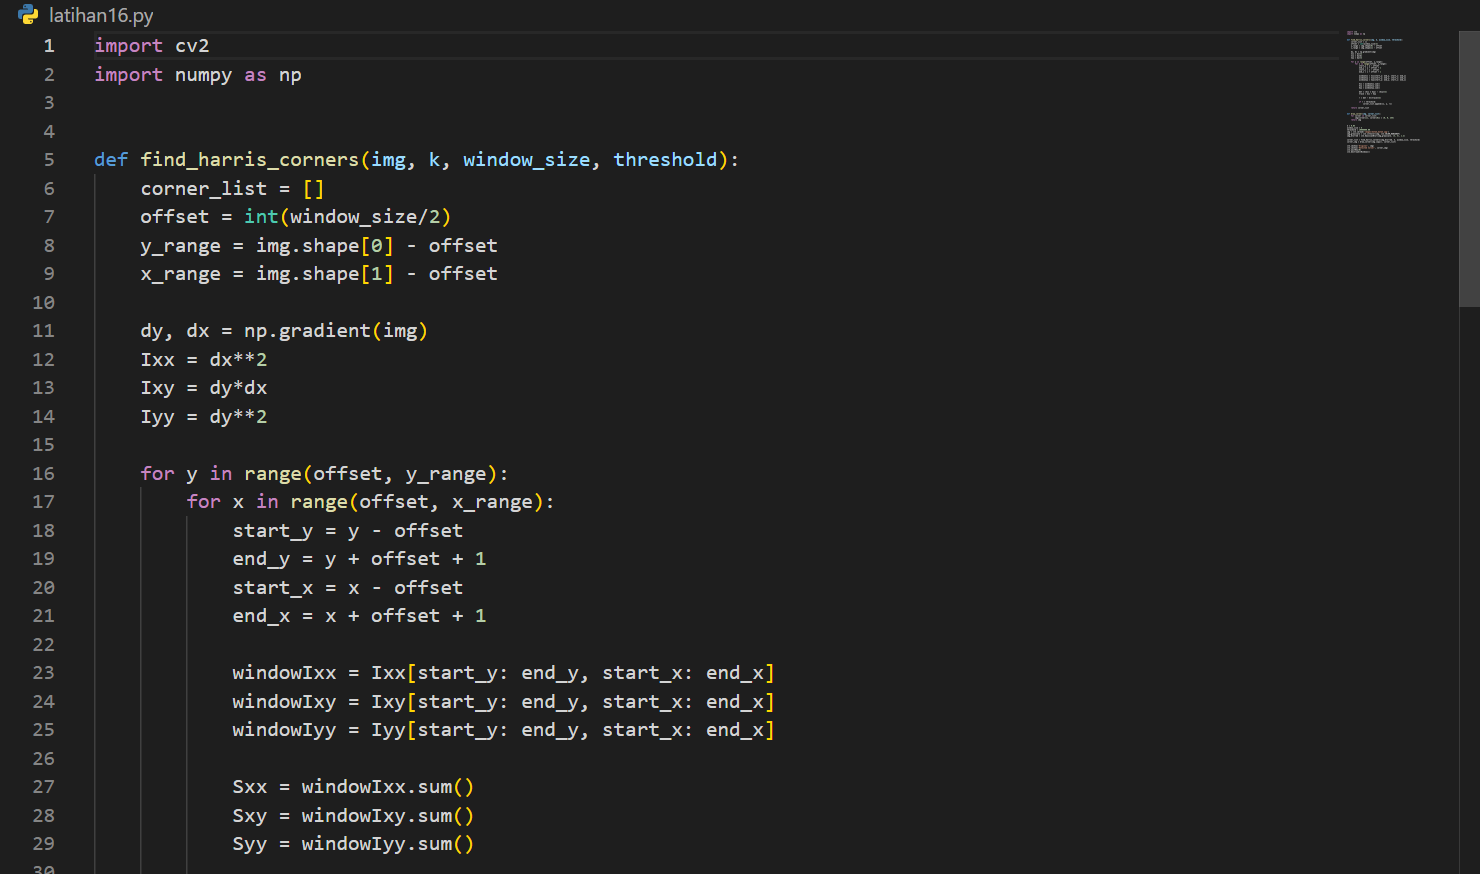 latihan16.py
1 import cv2
2 import numpy as np
3
4
5 def find_harris_corners(img, k, window_size, threshold):
6     corner_list = []
7     offset = int(window_size/2)
8     y_range = img.shape[0] - offset
9     x_range = img.shape[1] - offset
10
11     dy, dx = np.gradient(img)
12     Ixx = dx**2
13     Ixy = dy*dx
14     Iyy = dy**2
15
16     for y in range(offset, y_range):
17         for x in range(offset, x_range):
18             start_y = y - offset
19             end_y = y + offset + 1
20             start_x = x - offset
21             end_x = x + offset + 1
22
23             windowIxx = Ixx[start_y: end_y, start_x: end_x]
24             windowIxy = Ixy[start_y: end_y, start_x: end_x]
25             windowIyy = Iyy[start_y: end_y, start_x: end_x]
26
27             Sxx = windowIxx.sum()
28             Sxy = windowIxy.sum()
29             Syy = windowIyy.sum()
30